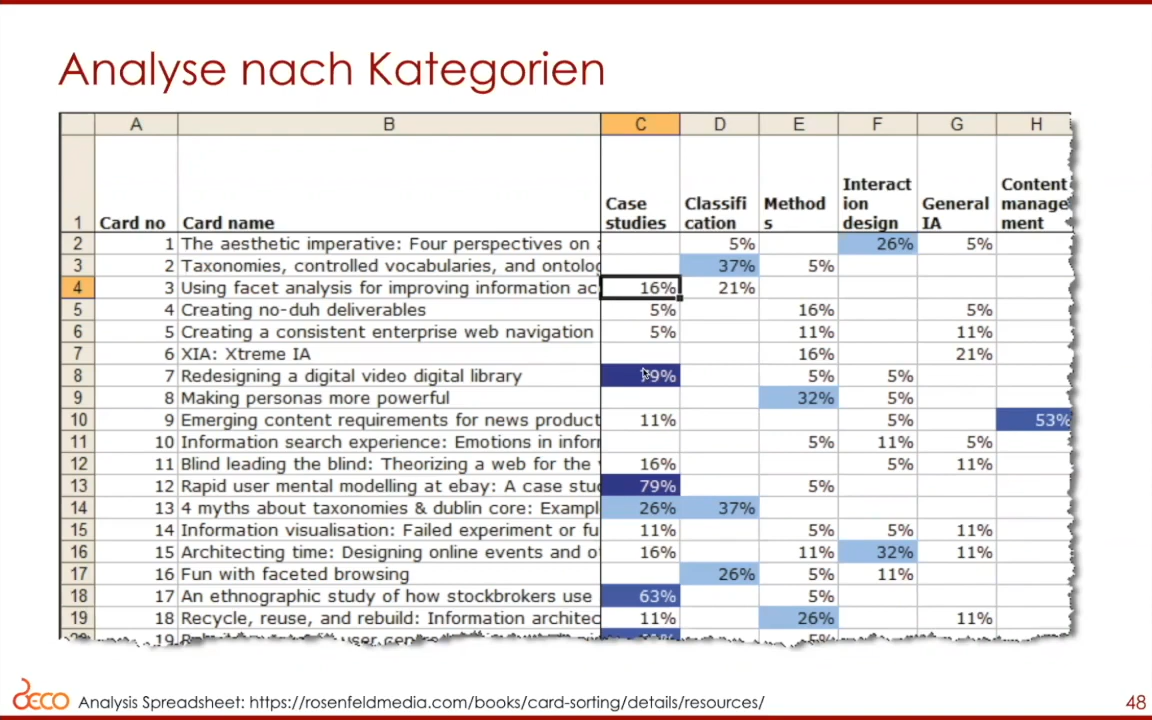 Analyse nach Kategorien
A B C D E F G H
1 Card no Card name Case studies Classifi cation Method s Interact ion design General IA Content manage ment
2 1 The aesthetic imperative: Four perspectives on 5% 26% 5%
3 2 Taxonomies, controlled vocabularies, and ontolo 37% 5%
4 3 Using facet analysis for improving information ac 16% 21%
5 4 Creating no-duh deliverables 5% 16% 5%
6 5 Creating a consistent enterprise web navigation 5% 11% 11%
7 6 XIA: Xtreme IA 16% 21%
8 7 Redesigning a digital video digital library 5% 5%
9 8 Making personas more powerful 32% 5%
10 9 Emerging content requirements for news product 11% 5% 53%
11 10 Information search experience: Emotions in infor 5% 11% 5%
12 11 Blind leading the blind: Theorizing a web for the 16% 5% 11%
13 12 Rapid user mental modelling at ebay: A case stu 79% 5%
14 13 4 myths about taxonomies & dublin core: Exampl 26% 37%
15 14 Information visualisation: Failed experiment or fu 11% 5% 5% 11%
16 15 Architecting time: Designing online events and o 16% 11% 32% 11%
17 16 Fun with faceted browsing 26% 5% 11%
18 17 An ethnographic study of how stockbrokers use 63% 5%
19 18 Recycle, reuse, and rebuild: Information architec 11% 26% 11%
19
SECO Analysis Spreadsheet: https://rosenfeldmedia.com/books/card-sorting/details/resources/ 48